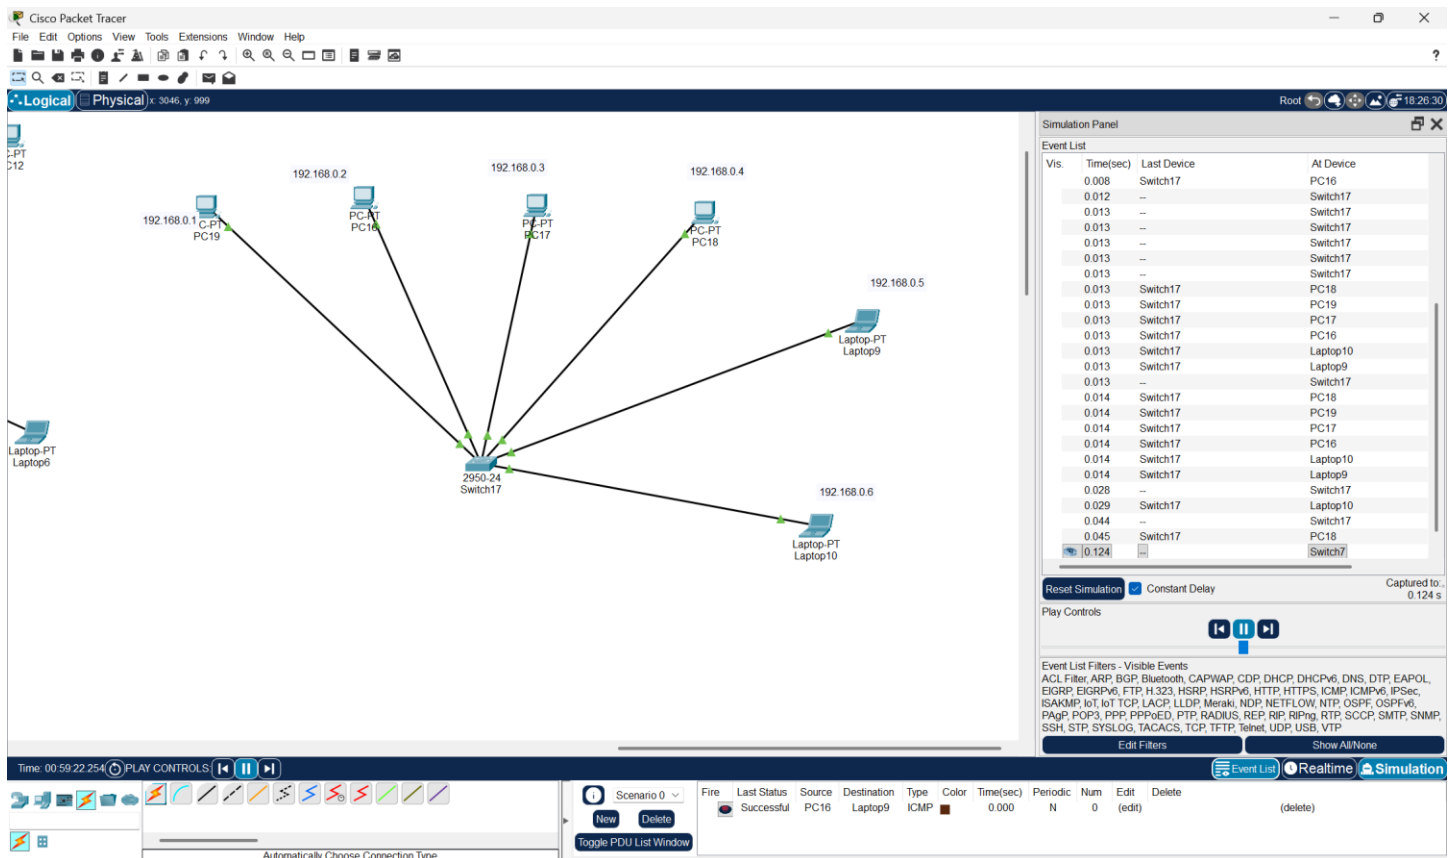 Cisco Packet Tracer
File Edit Options View Tools Extensions Window Help
?
Logical Physical x: 3046, y: 999
Root 18:26:30
C-PT
C12
192.168.0.1
C-PT
PC19
192.168.0.2
PC-PT
PC16
192.168.0.3
PC-PT
PC17
192.168.0.4
PC-PT
PC18
192.168.0.5
Laptop-PT
Laptop9
Laptop-PT
Laptop6
2950-24
Switch17
192.168.0.6
Laptop-PT
Laptop10
Simulation Panel
Event List
Vis. Time(sec) Last Device At Device
0.008 Switch17 PC16
0.012 -- Switch17
0.013 -- Switch17
0.013 -- Switch17
0.013 -- Switch17
0.013 -- Switch17
0.013 -- Switch17
0.013 Switch17 PC18
0.013 Switch17 PC19
0.013 Switch17 PC17
0.013 Switch17 PC16
0.013 Switch17 Laptop10
0.013 Switch17 Laptop9
0.013 -- Switch17
0.014 Switch17 PC18
0.014 Switch17 PC19
0.014 Switch17 PC17
0.014 Switch17 PC16
0.014 Switch17 Laptop10
0.014 Switch17 Laptop9
0.028 -- Switch17
0.029 Switch17 Laptop10
0.044 -- Switch17
0.045 Switch17 PC18
0.124 -- Switch7
Reset Simulation Constant Delay Captured to:
0.124 s
Play Controls
Event List Filters - Visible Events
ACL Filter, ARP, BGP, Bluetooth, CAPWAP, CDP, DHCP, DHCPv6, DNS, DTP, EAPOL,
EIGRP, EIGRPv6, FTP, H.323, HSRP, HSRPv6, HTTP, HTTPS, ICMP, ICMPv6, IPSec,
ISAKMP, IoT, IoT TCP, LACP, LLDP, Meraki, NDP, NETFLOW, NTP, OSPF, OSPFv6,
PAgP, POP3, PPP, PPPoED, PTP, RADIUS, REP, RIP, RIPng, RTP, SCCP, SMTP, SNMP,
SSH, STP, SYSLOG, TACACS, TCP, TFTP, Telnet, UDP, USB, VTP
Edit Filters Show All/None
Time: 00:59:22.254 PLAY CONTROLS:
Event List Realtime Simulation
Automatically Choose Connection Type
Scenario 0
New Delete
Toggle PDU List Window
Fire Last Status Source Destination Type Color Time(sec) Periodic Num Edit Delete
Successful PC16 Laptop9 ICMP 0.000 N 0 (edit) (delete)